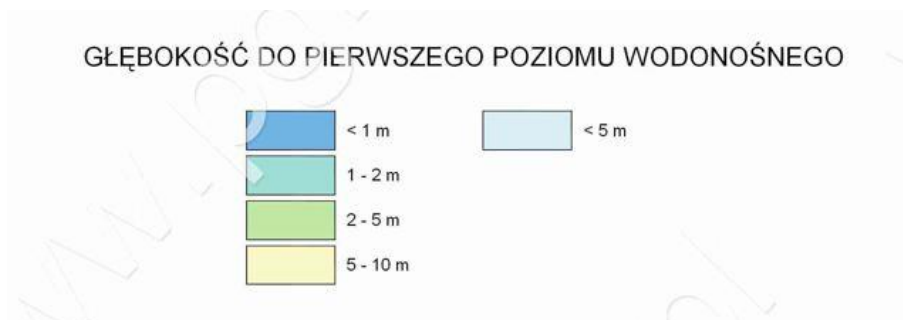 GŁĘBOKOŚĆ DO PIERWSZEGO POZIOMU WODONOŚNEGO
< 1 m
< 5 m
1 - 2 m
2 - 5 m
5 - 10 m